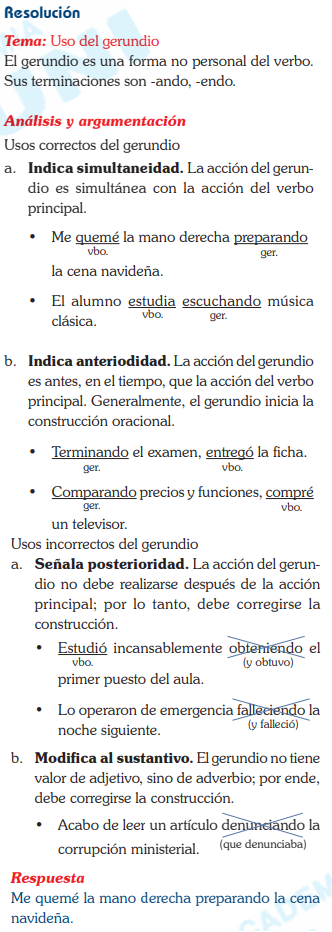 Resolución
Tema: Uso del gerundio
El gerundio es una forma no personal del verbo.
Sus terminaciones son -ando, -endo.
Análisis y argumentación
Usos correctos del gerundio
a. Indica simultaneidad. La acción del gerun-
dio es simultánea con la acción del verbo
principal.
• Me quemé la mano derecha preparando
vbo. ger.
la cena navideña.
• El alumno estudia escuchando música
vbo. ger.
clásica.
b. Indica anteriodidad. La acción del gerundio
es antes, en el tiempo, que la acción del verbo
principal. Generalmente, el gerundio inicia la
construcción oracional.
• Terminando el examen, entregó la ficha.
ger. vbo.
• Comparando precios y funciones, compré
ger. vbo.
un televisor.
Usos incorrectos del gerundio
a. Señala posterioridad. La acción del gerun-
dio no debe realizarse después de la acción
principal; por lo tanto, debe corregirse la
construcción.
• Estudió incansablemente obteniendo el
vbo. (y obtuvo)
primer puesto del aula.
• Lo operaron de emergencia falleciendo la
(y falleció)
noche siguiente.
b. Modifica al sustantivo. El gerundio no tiene
valor de adjetivo, sino de adverbio; por ende,
debe corregirse la construcción.
• Acabo de leer un artículo denunciando la
corrupción ministerial. (que denunciaba)
Respuesta
Me quemé la mano derecha preparando la cena
navideña.